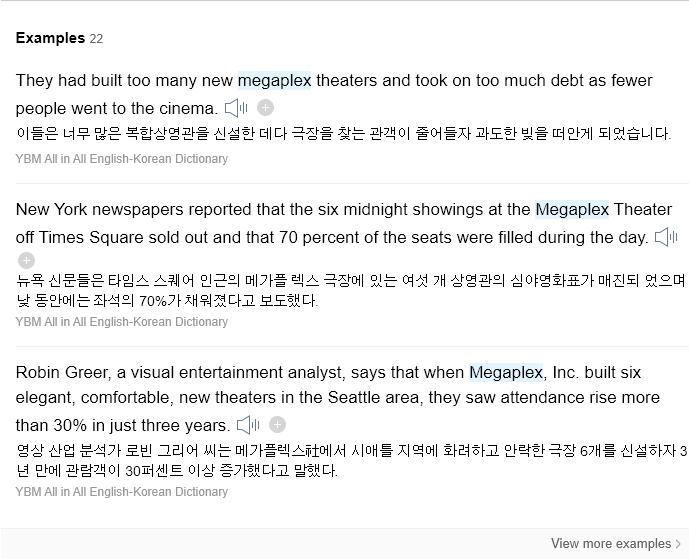 Examples 22
They had built too many new megaplex theaters and took on too much debt as fewer
people went to the cinema.
이들은 너무 많은 복합상영관을 신설한 데다 극장을 찾는 관객이 줄어들자 과도한 빚을 떠안게 되었습니다.
YBM All in All English-Korean Dictionary
New York newspapers reported that the six midnight showings at the Megaplex Theater
off Times Square sold out and that 70 percent of the seats were filled during the day.
뉴욕 신문들은 타임스 스퀘어 인근의 메가플 렉스 극장에 있는 여섯 개 상영관의 심야영화표가 매진되 었으며
낮 동안에는 좌석의 70%가 채워졌다고 보도했다.
YBM All in All English-Korean Dictionary
Robin Greer, a visual entertainment analyst, says that when Megaplex, Inc. built six
elegant, comfortable, new theaters in the Seattle area, they saw attendance rise more
than 30% in just three years.
영상 산업 분석가 로빈 그리어 씨는 메가플렉스社에서 시애틀 지역에 화려하고 안락한 극장 6개를 신설하자 3
년 만에 관람객이 30퍼센트 이상 증가했다고 말했다.
YBM All in All English-Korean Dictionary
View more examples